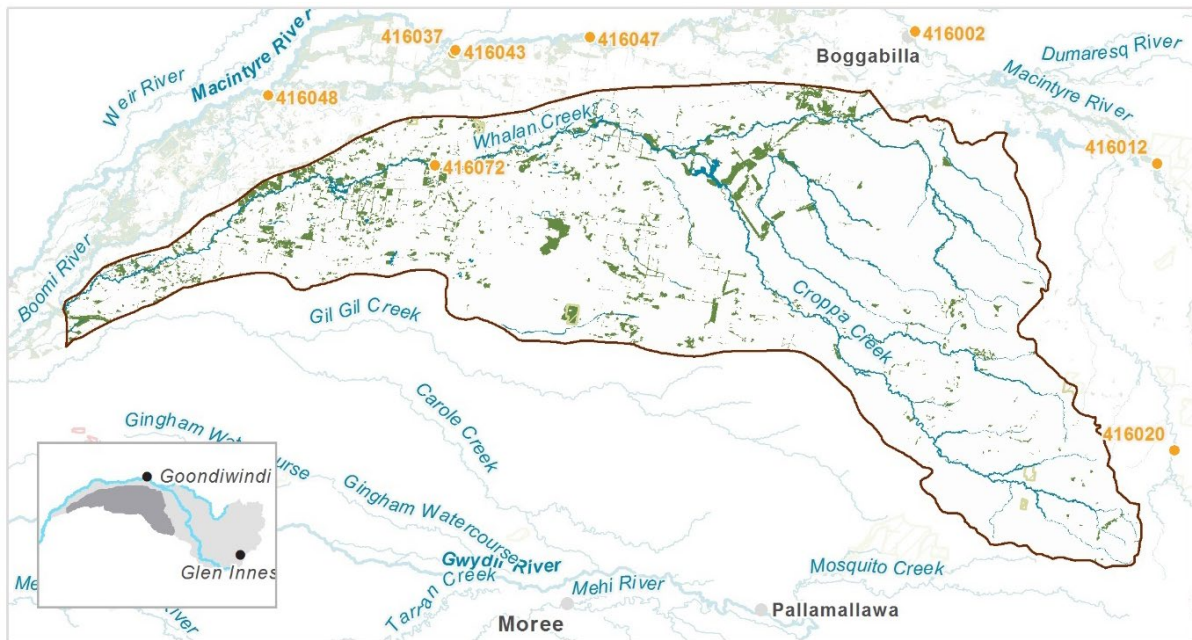 416037
416043
416047
416002
Boggabilla
Dumaresq River
Weir River
Macintyre River
416048
Macintyre River
Whalan Creek
416012
416072
Boomi River
Gil Gil Creek
Croppa Creek
Carole Creek
416020
Gingham Watercourse
Goondiwindi
Gingham Watercourse
Glen Innes
Gwydir River
Mosquito Creek
Mehi River
Tarran Creek
Pallamallawa
Moree
River